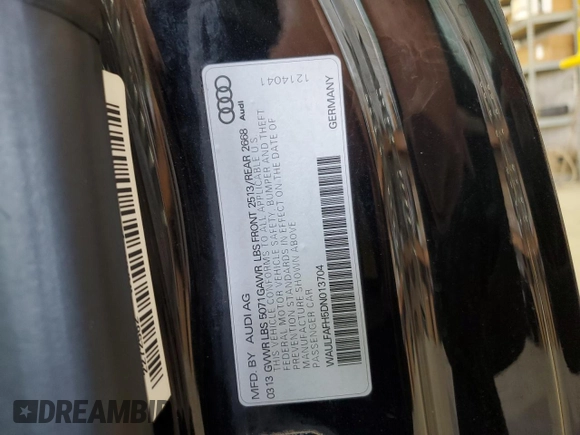 1214041
Audi
MFD. BY AUDI AG
03 13 GVWR LBS 5071 GAWR LBS FRONT 2513/REAR 2668
THIS VEHICLE CONFORMS TO ALL APPLICABLE U.S.
FEDERAL MOTOR VEHICLE SAFETY, BUMPER AND THEFT
PREVENTION STANDARDS IN EFFECT ON THE DATE OF
MANUFACTURE SHOWN ABOVE.
PASSENGER CAR
WAULFAFH5DN013704
GERMANY
DREAMBI